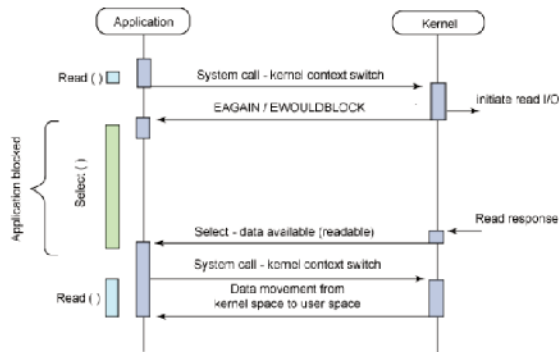 Application
Kernel
Read ( )
System call - kernel context switch
initiate read I/O
EAGAIN / EWOULDBLOCK
Application blocked
Select ( )
Read response
Select - data available (readable)
System call - kernel context switch
Read ( )
Data movement from
kernel space to user space